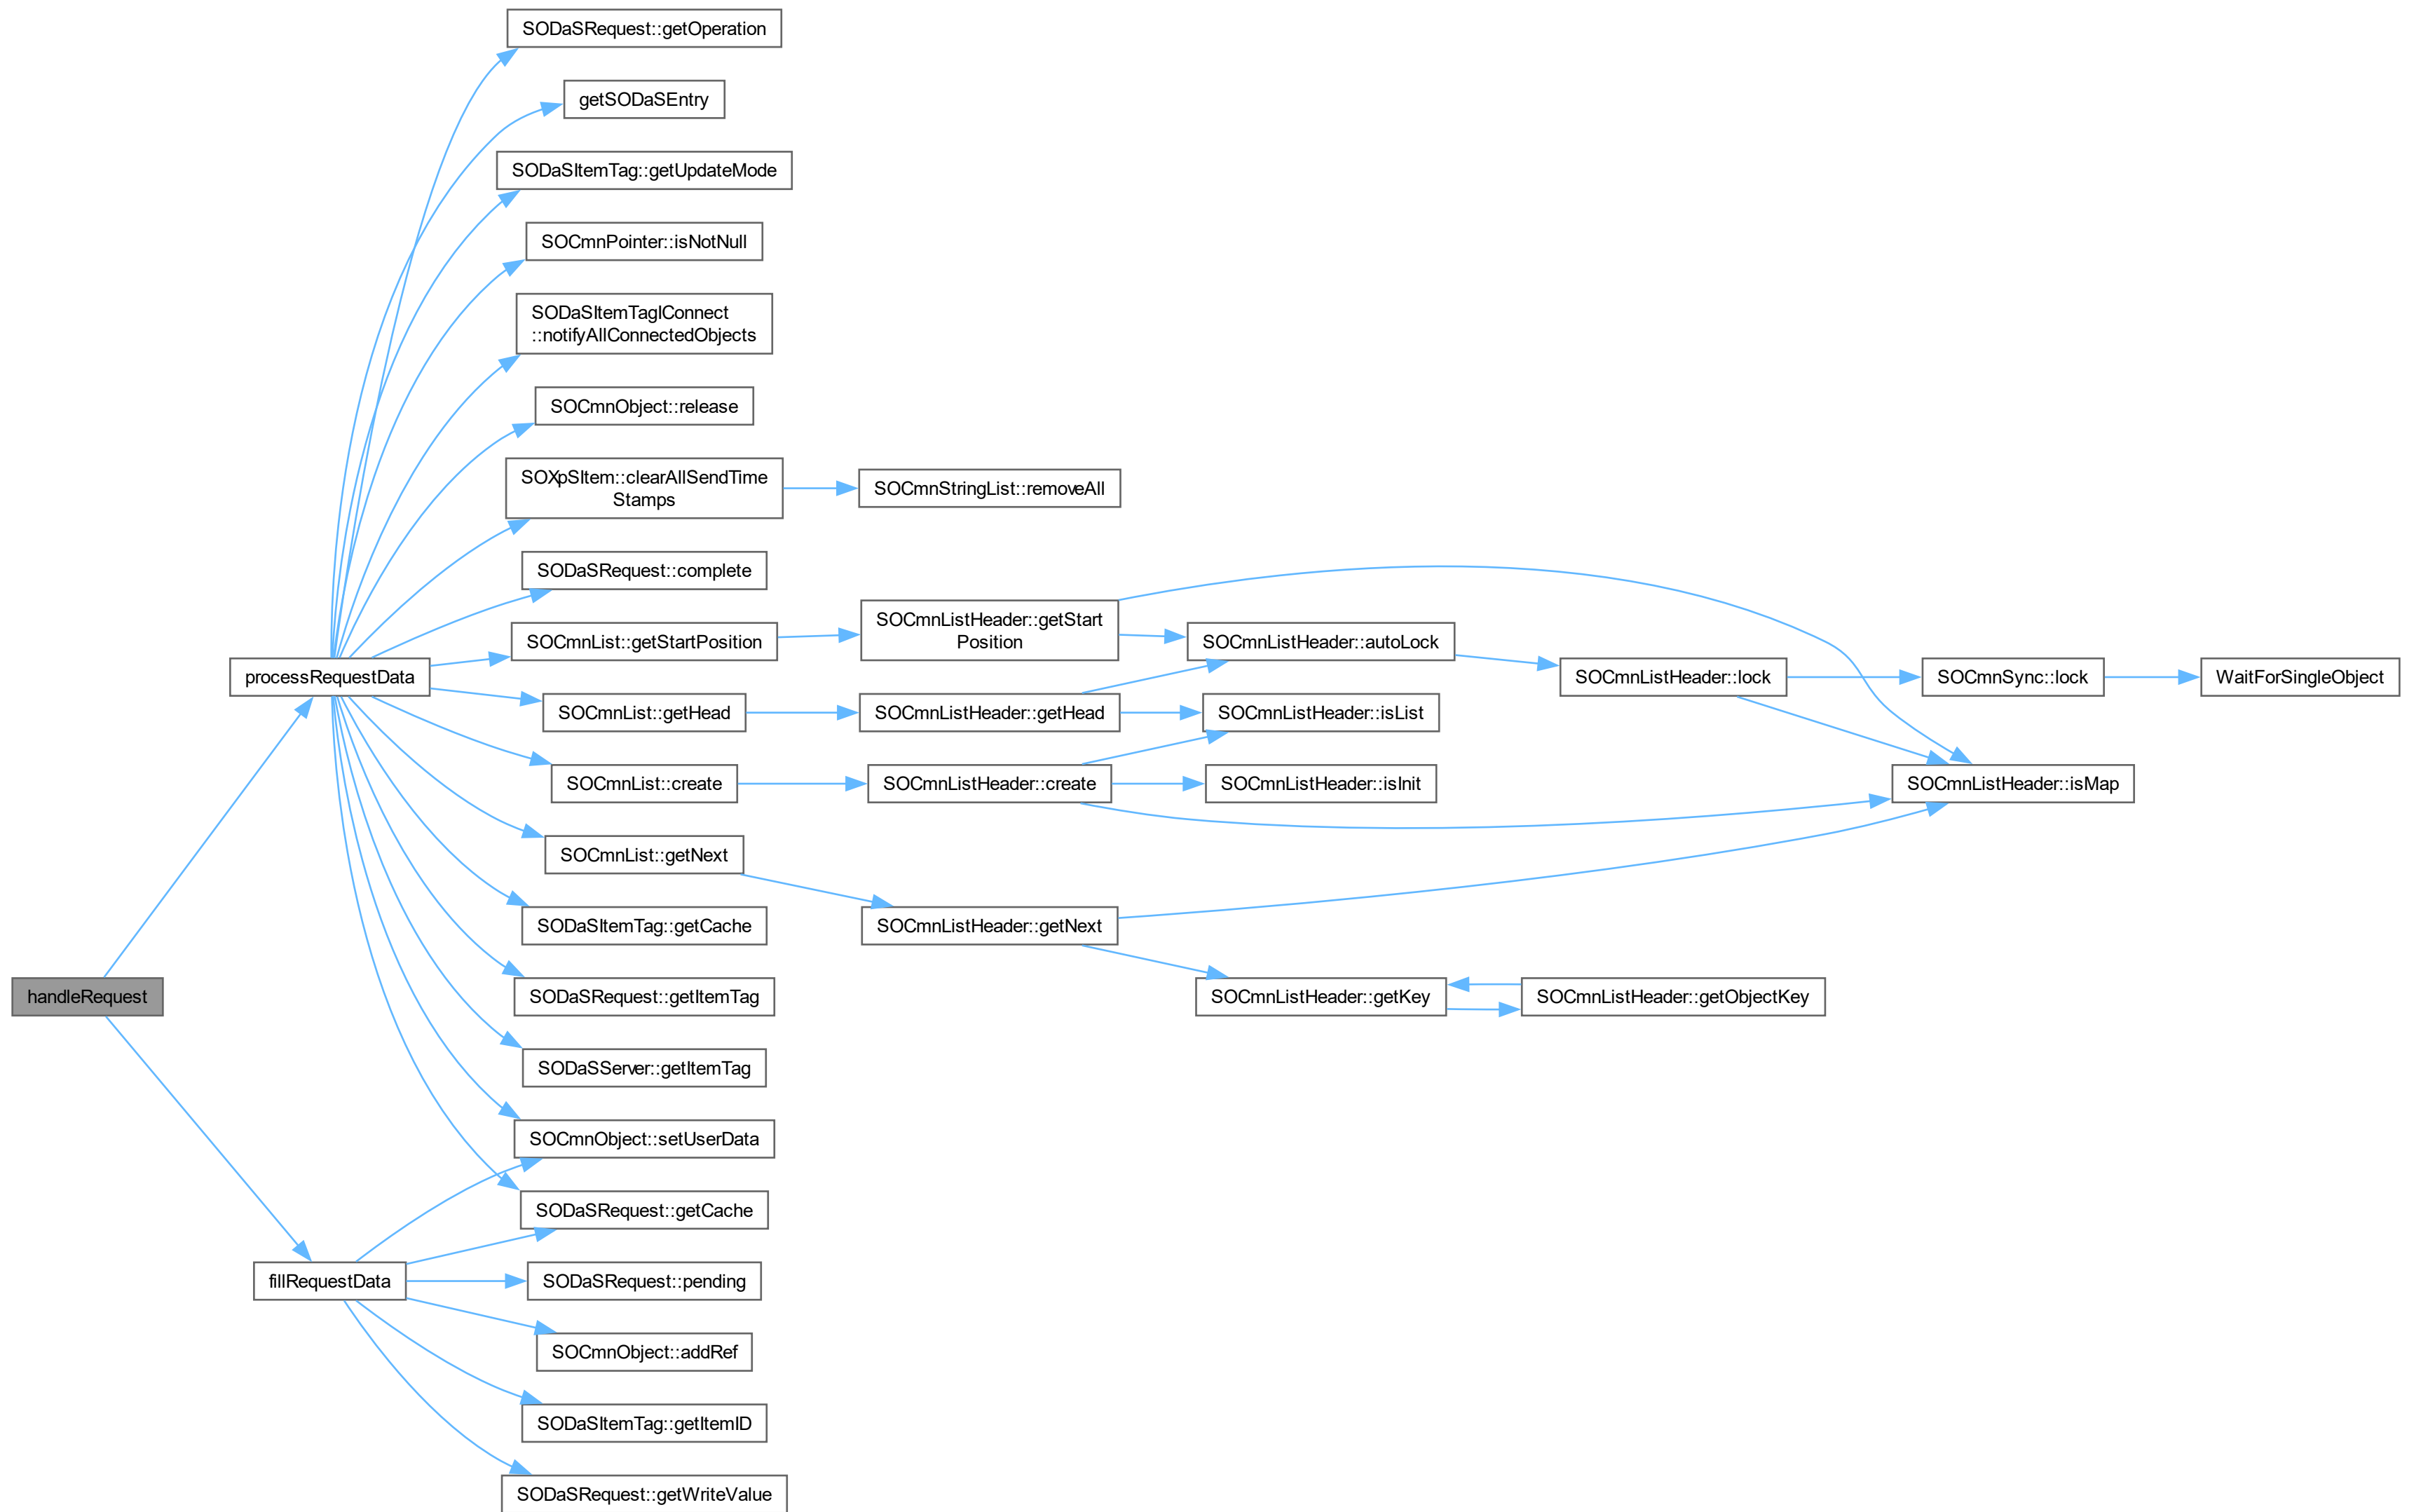 SODaSRequest::getOperation
getSODaSEntry
SODaSItemTag::getUpdateMode
SOCmnPointer::isNotNull
SODaSItemTagIConnect
::notifyAllConnectedObjects
SOCmnObject::release
SOXpSItem::clearAllSendTime
Stamps
SOCmnStringList::removeAll
SODaSRequest::complete
SOCmnList::getStartPosition
SOCmnListHeader::getStart
Position
SOCmnListHeader::autoLock
processRequestData
SOCmnListHeader::lock
SOCmnSync::lock
WaitForSingleObject
SOCmnList::getHead
SOCmnListHeader::getHead
SOCmnListHeader::isList
SOCmnList::create
SOCmnListHeader::create
SOCmnListHeader::isInit
SOCmnListHeader::isMap
SOCmnList::getNext
SODaSItemTag::getCache
SOCmnListHeader::getNext
handleRequest
SODaSRequest::getItemTag
SOCmnListHeader::getKey
SOCmnListHeader::getObjectKey
SODaSServer::getItemTag
SOCmnObject::setUserData
SODaSRequest::getCache
fillRequestData
SODaSRequest::pending
SOCmnObject::addRef
SODaSItemTag::getItemID
SODaSRequest::getWriteValue